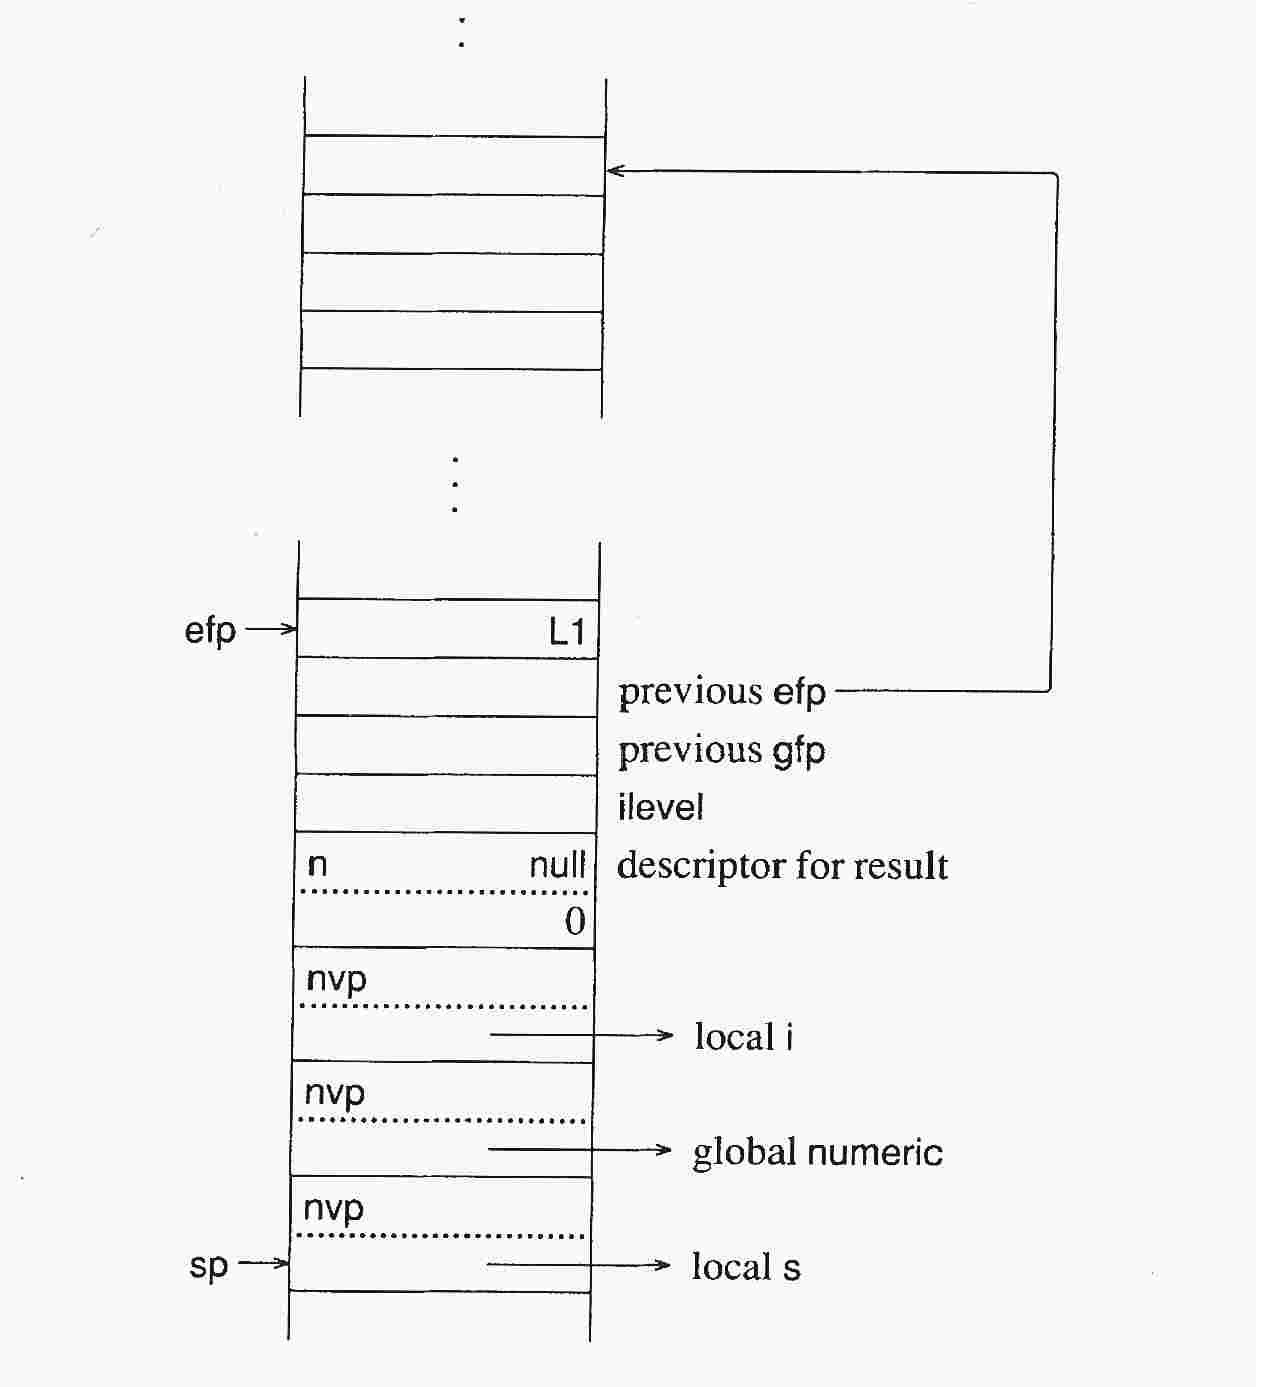 efp L1
previous efp
previous gfp
ilevel
n null descriptor for result
0
nvp
local i
nvp
global numeric
nvp
sp local s